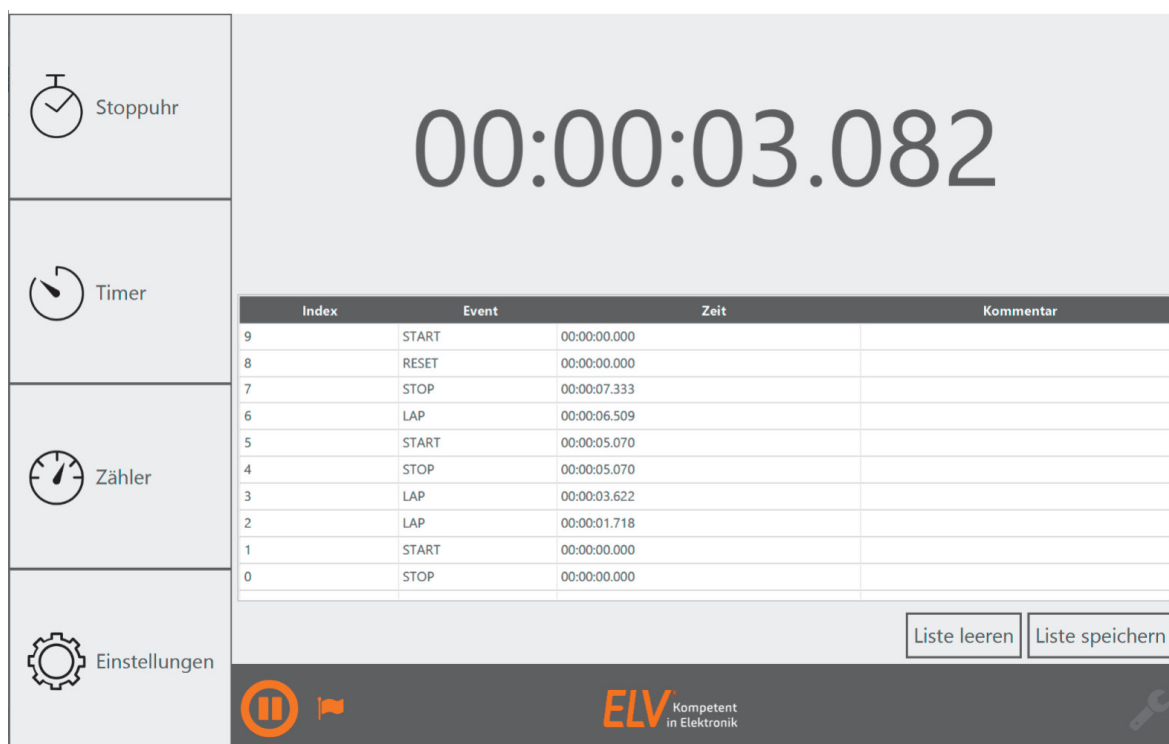 Stoppuhr
00:00:03.082
Timer
Index Event Zeit Kommentar
9 START 00:00:00.000
8 RESET 00:00:00.000
7 STOP 00:00:07.333
6 LAP 00:00:06.509
5 START 00:00:05.070
4 STOP 00:00:05.070
3 LAP 00:00:03.622
2 LAP 00:00:01.718
1 START 00:00:00.000
0 STOP 00:00:00.000
Zähler
Liste leeren Liste speichern
Einstellungen
ELV Kompetent
in Elektronik